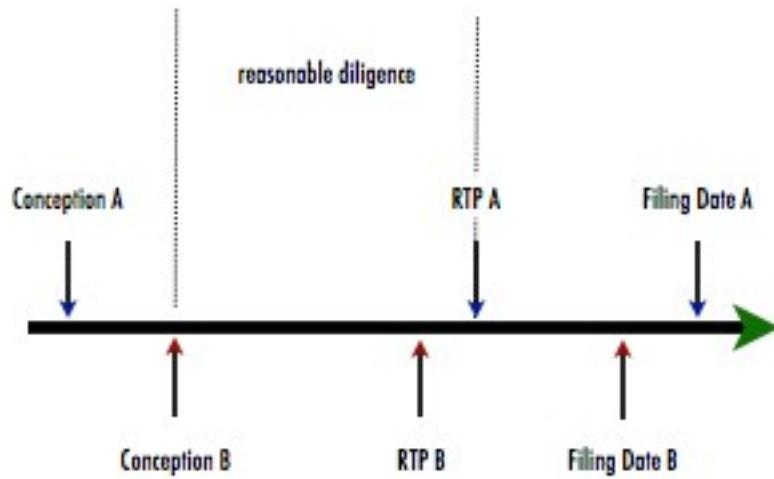 reasonable diligence
Conception A
RTP A
Filing Date A
Conception B
RTP B
Filing Date B